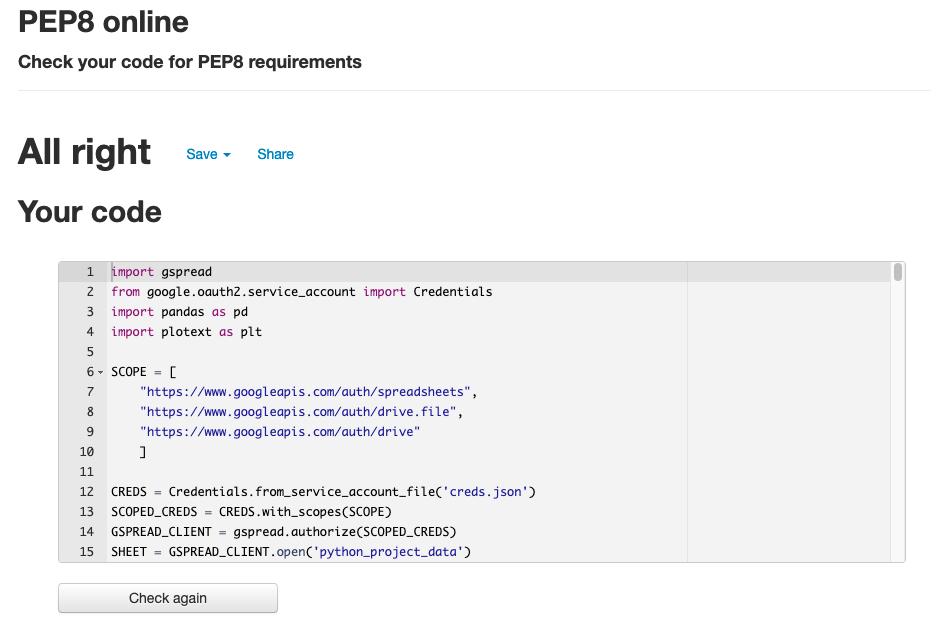 PEP8 online
Check your code for PEP8 requirements
All right Save Share
Your code
1 import gspread
2 from google.oauth2.service_account import Credentials
3 import pandas as pd
4 import plotext as plt
5
6 SCOPE = [
7     "https://www.googleapis.com/auth/spreadsheets",
8     "https://www.googleapis.com/auth/drive.file",
9     "https://www.googleapis.com/auth/drive"
10     ]
11
12 CREDS = Credentials.from_service_account_file('creds.json')
13 SCOPED_CREDS = CREDS.with_scopes(SCOPE)
14 GSPREAD_CLIENT = gspread.authorize(SCOPED_CREDS)
15 SHEET = GSPREAD_CLIENT.open('python_project_data')
Check again